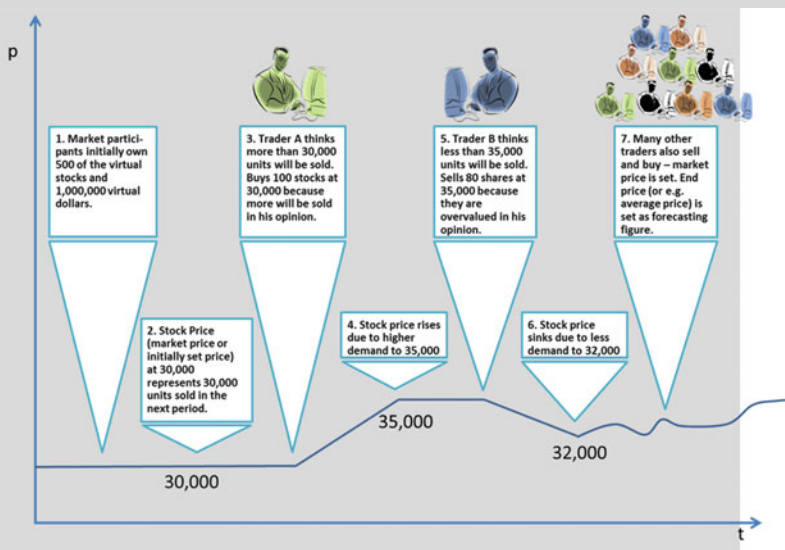 p
1. Market partici-
pants initially own
500 of the virtual
stocks and
1,000,000 virtual
dollars.
2. Stock Price
(market price or
initially set price)
at 30,000
represents 30,000
units sold in the
next period.
3. Trader A thinks
more than 30,000
units will be sold.
Buys 100 stocks at
30,000 because
more will be sold
in his opinion.
4. Stock price rises
due to higher
demand to 35,000
5. Trader B thinks
less than 35,000
units will be sold.
Sells 80 shares at
35,000 because
they are
overvalued in his
opinion.
6. Stock price
sinks due to less
demand to 32,000
7. Many other
traders also sell
and buy – market
price is set. End
price (or e.g.
average price) is
set as forecasting
figure.
30,000
35,000
32,000
t